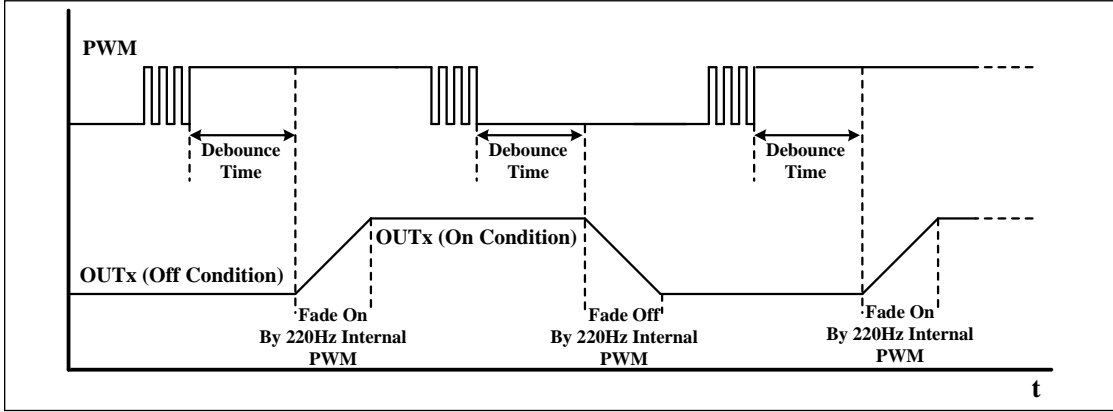 PWM
Debounce
Time
Debounce
Time
Debounce
Time
OUTx (On Condition)
OUTx (Off Condition)
Fade On
By 220Hz Internal
PWM
Fade Off
By 220Hz Internal
PWM
Fade On
By 220Hz Internal
PWM
t